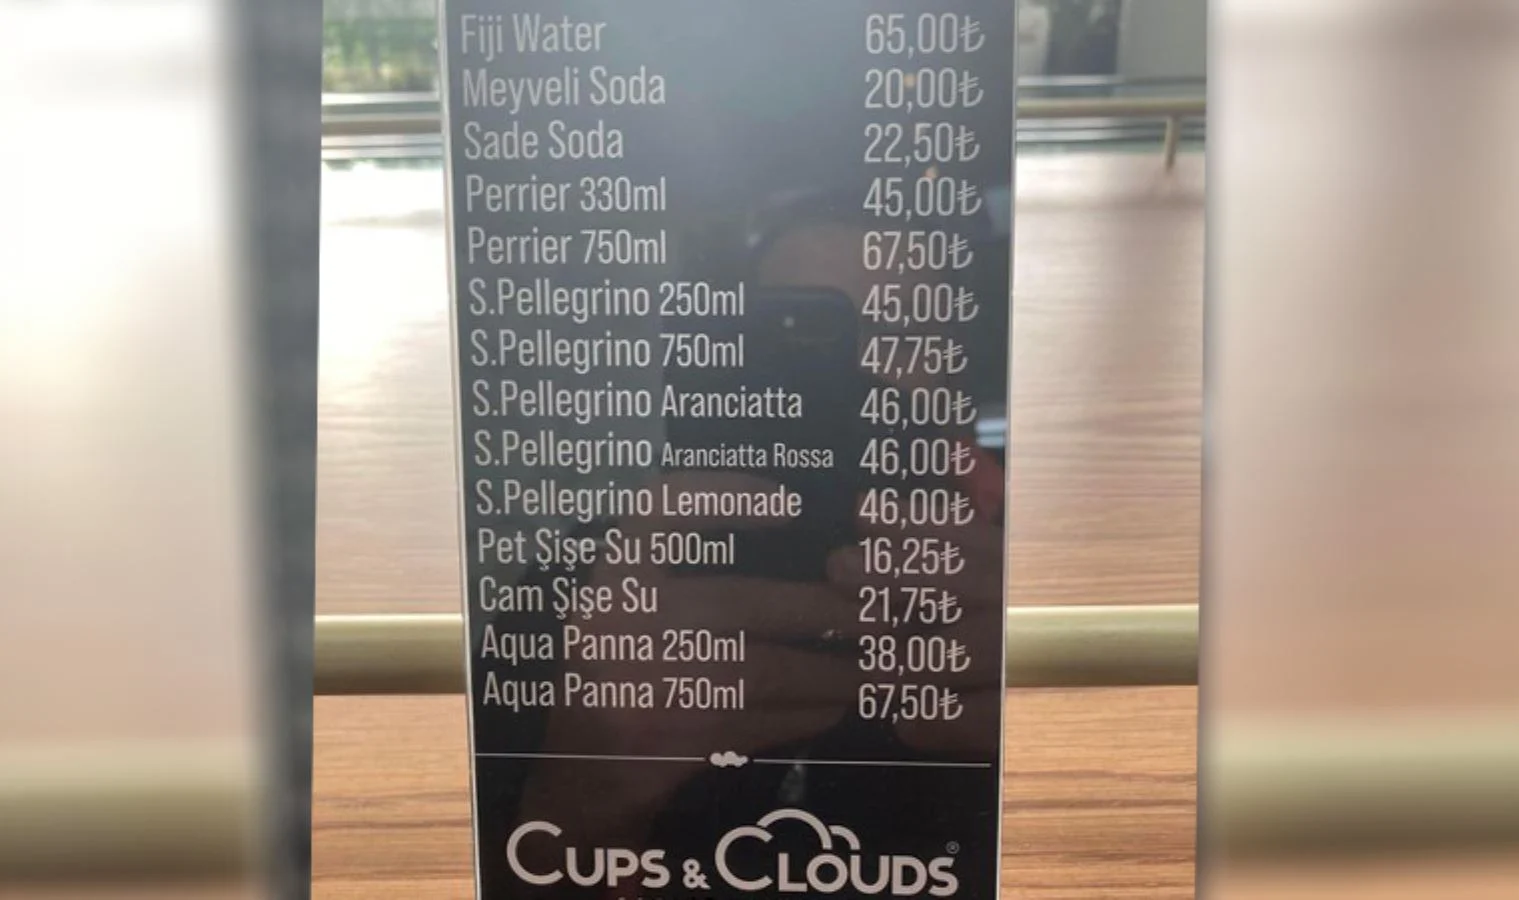 Fiji Water 65,00₺
Meyveli Soda 20,00₺
Sade Soda 22,50₺
Perrier 330ml 45,00₺
Perrier 750ml 67,50₺
S.Pellegrino 250ml 45,00₺
S.Pellegrino 750ml 47,75₺
S.Pellegrino Aranciatta 46,00₺
S.Pellegrino Aranciatta Rossa 46,00₺
S.Pellegrino Lemonade 46,00₺
Pet Şişe Su 500ml 16,25₺
Cam Şişe Su 21,75₺
Aqua Panna 250ml 38,00₺
Aqua Panna 750ml 67,50₺
CUPS & CLOUDS®